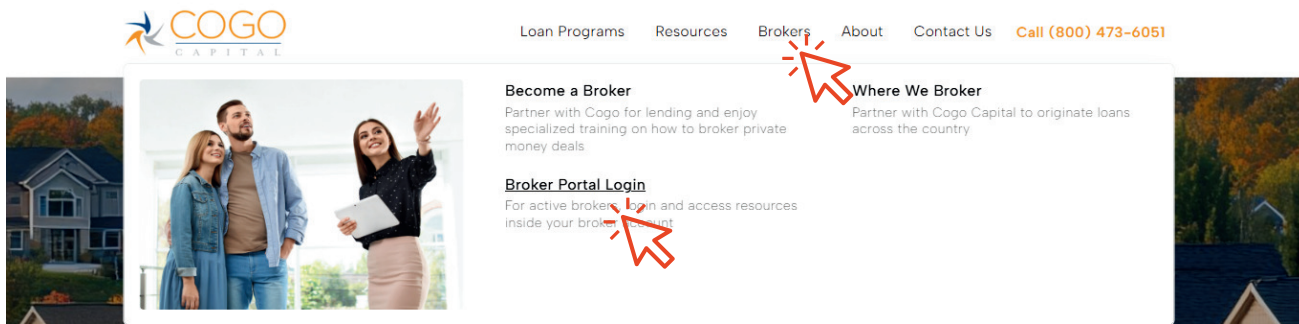 COGO
CAPITAL
Loan Programs Resources Brokers About Contact Us Call (800) 473-6051
Become a Broker
Partner with Cogo for lending and enjoy
specialized training on how to broker private
money deals
Where We Broker
Partner with Cogo Capital to originate loans
across the country
Broker Portal Login
For active brokers, login and access resources
inside your broker account